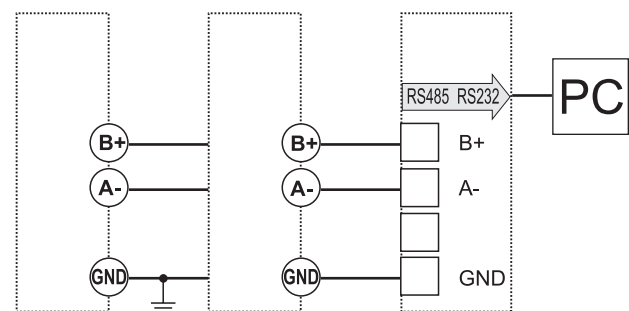 RS485 RS232
PC
B+ B+ B+
A- A- A-
GND GND GND